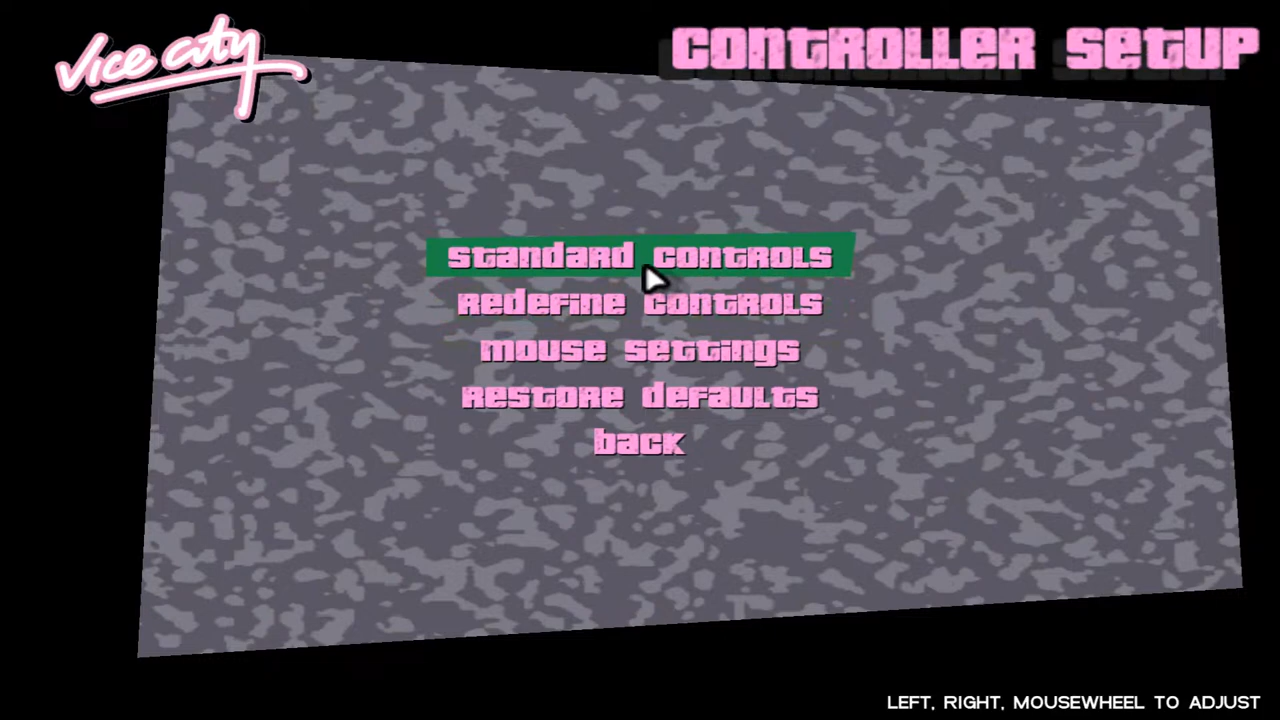 vice city
CONTROLLER SETUP
STANDARD CONTROLS
REDEFINE CONTROLS
MOUSE SETTINGS
RESTORE DEFAULTS
BACK
LEFT, RIGHT, MOUSEWHEEL TO ADJUST